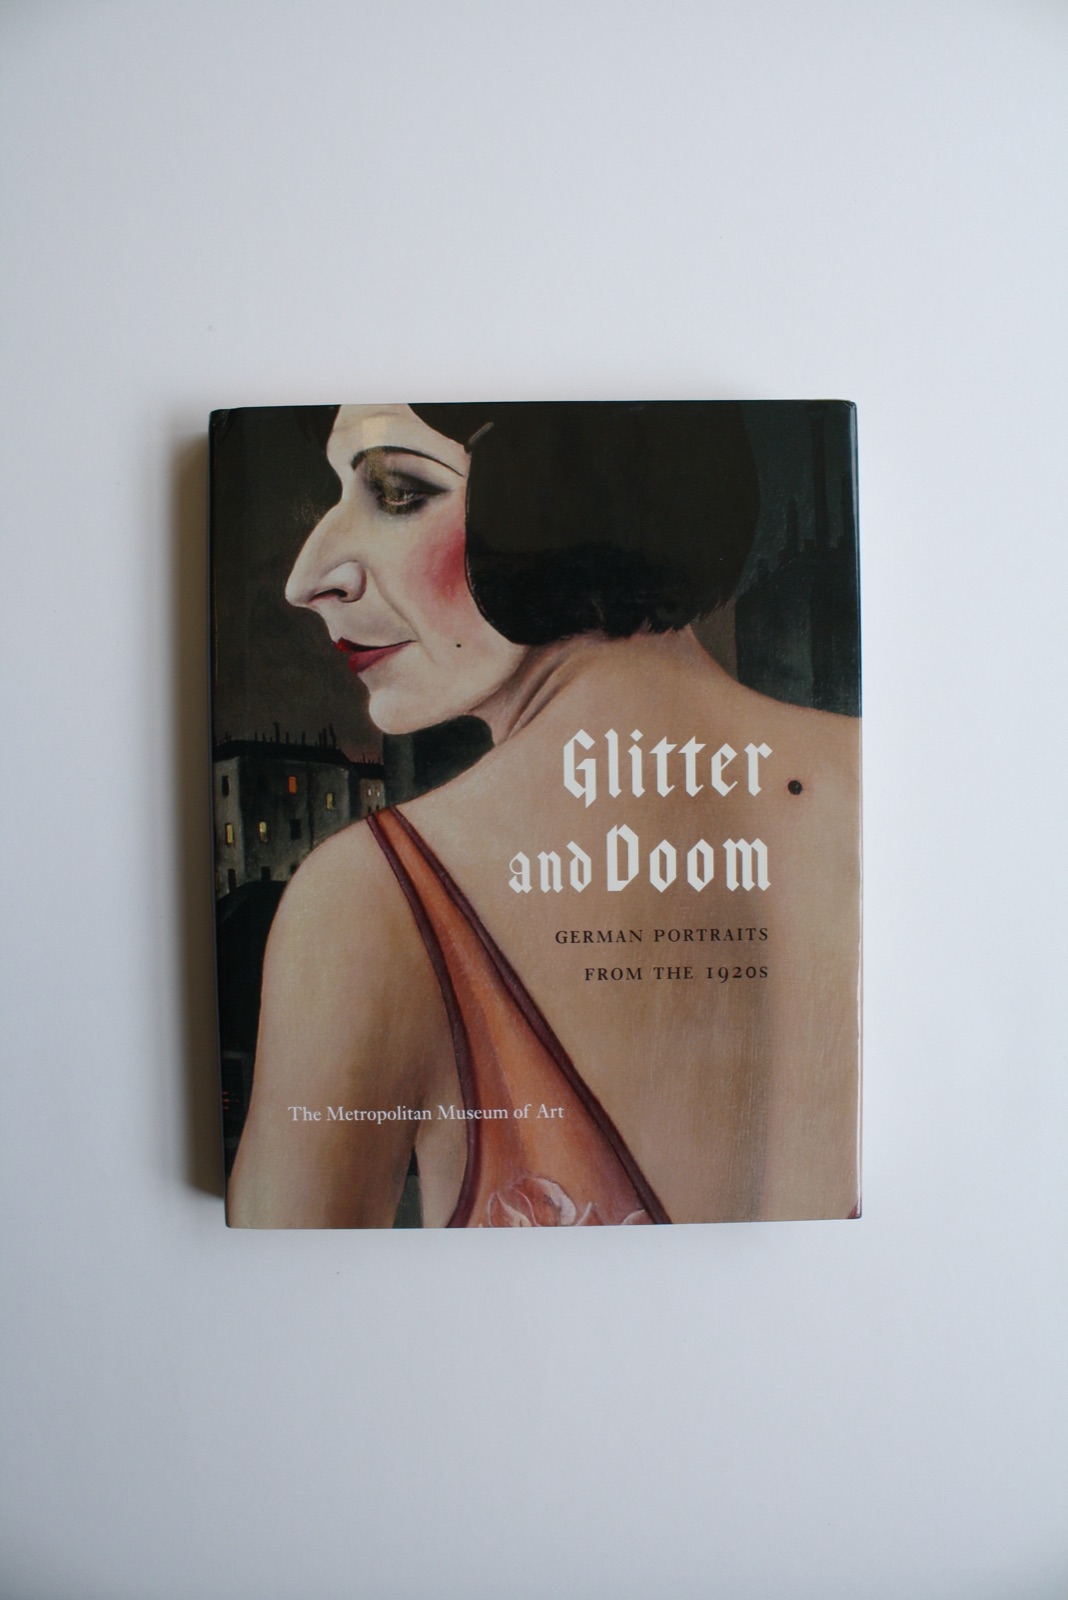 Glitter
and Doom
GERMAN PORTRAITS
FROM THE 1920S
The Metropolitan Museum of Art